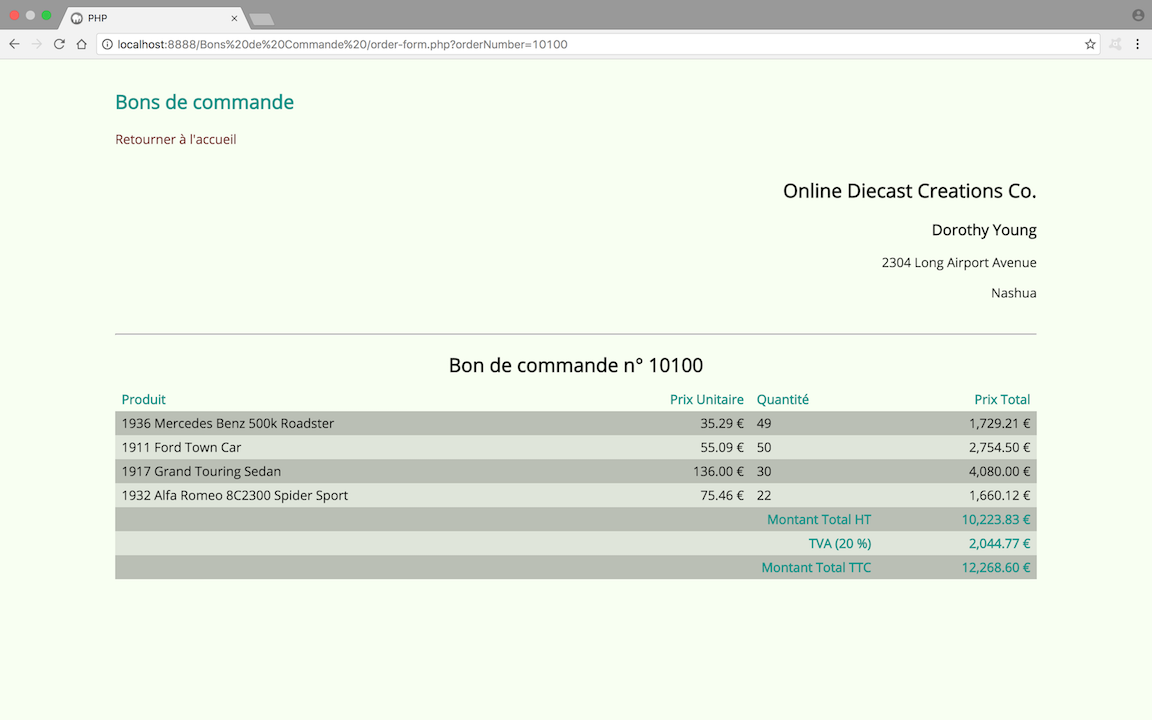 PHP
localhost:8888/Bons%20de%20Commande%20/order-form.php?orderNumber=10100
Bons de commande
Retourner à l'accueil
Online Diecast Creations Co.
Dorothy Young
2304 Long Airport Avenue
Nashua
Bon de commande n° 10100
Produit Prix Unitaire Quantité Prix Total
1936 Mercedes Benz 500k Roadster 35.29 € 49 1,729.21 €
1911 Ford Town Car 55.09 € 50 2,754.50 €
1917 Grand Touring Sedan 136.00 € 30 4,080.00 €
1932 Alfa Romeo 8C2300 Spider Sport 75.46 € 22 1,660.12 €
Montant Total HT 10,223.83 €
TVA (20 %) 2,044.77 €
Montant Total TTC 12,268.60 €